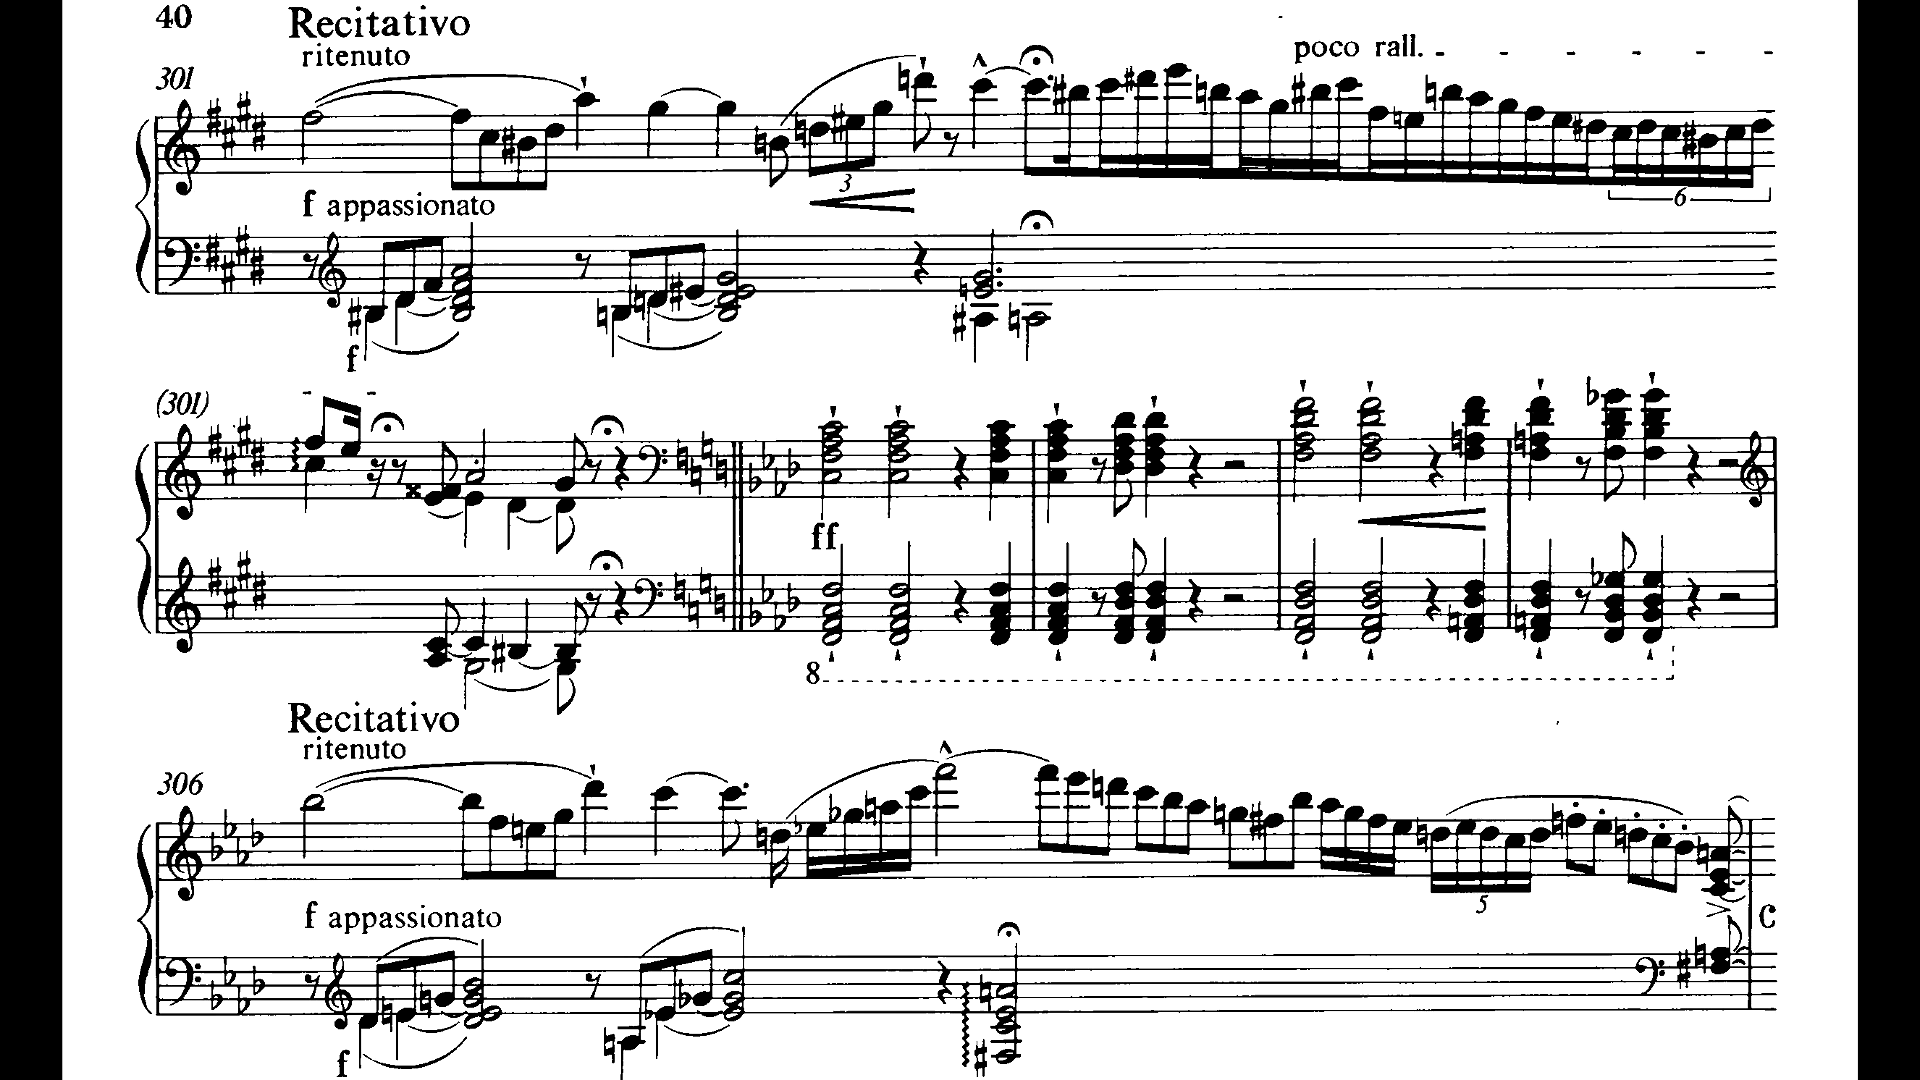 40
Recitativo
ritenuto
poco rall.
301
3
6
f appassionato
f
(301)
ff
8
Recitativo
ritenuto
306
5
f appassionato
C
f